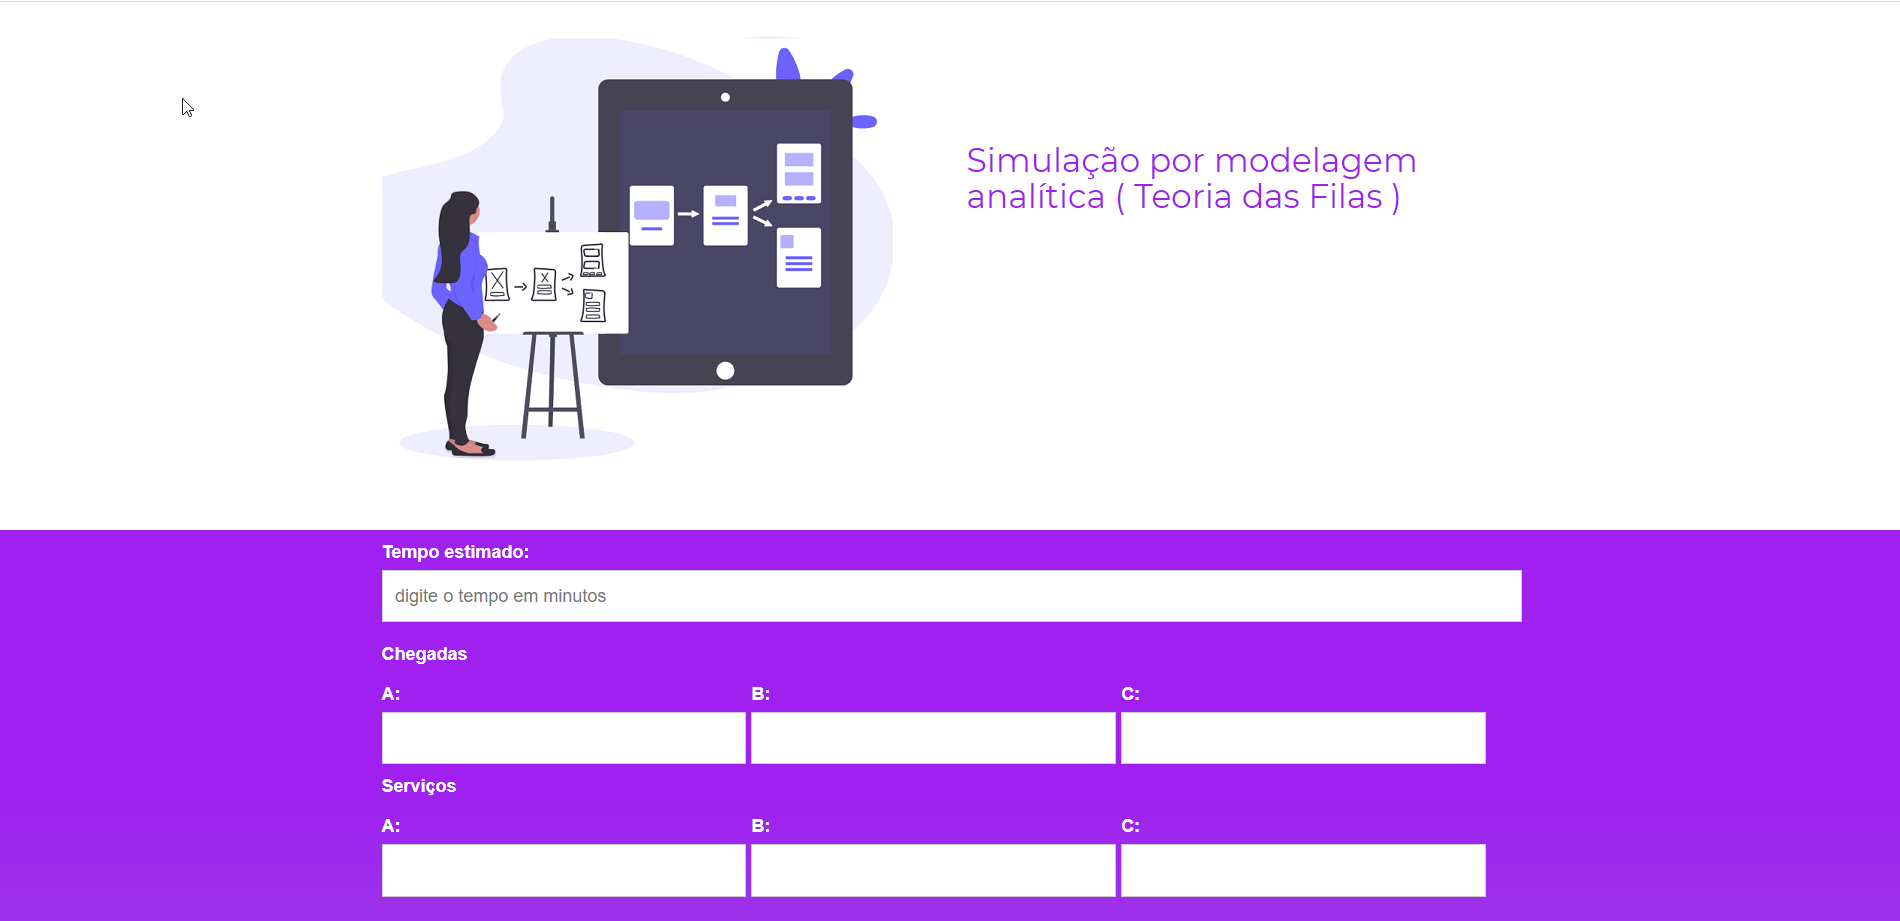 Simulação por modelagem
analítica ( Teoria das Filas )
Tempo estimado:
digite o tempo em minutos
Chegadas
A: B: C:
Serviços
A: B: C: